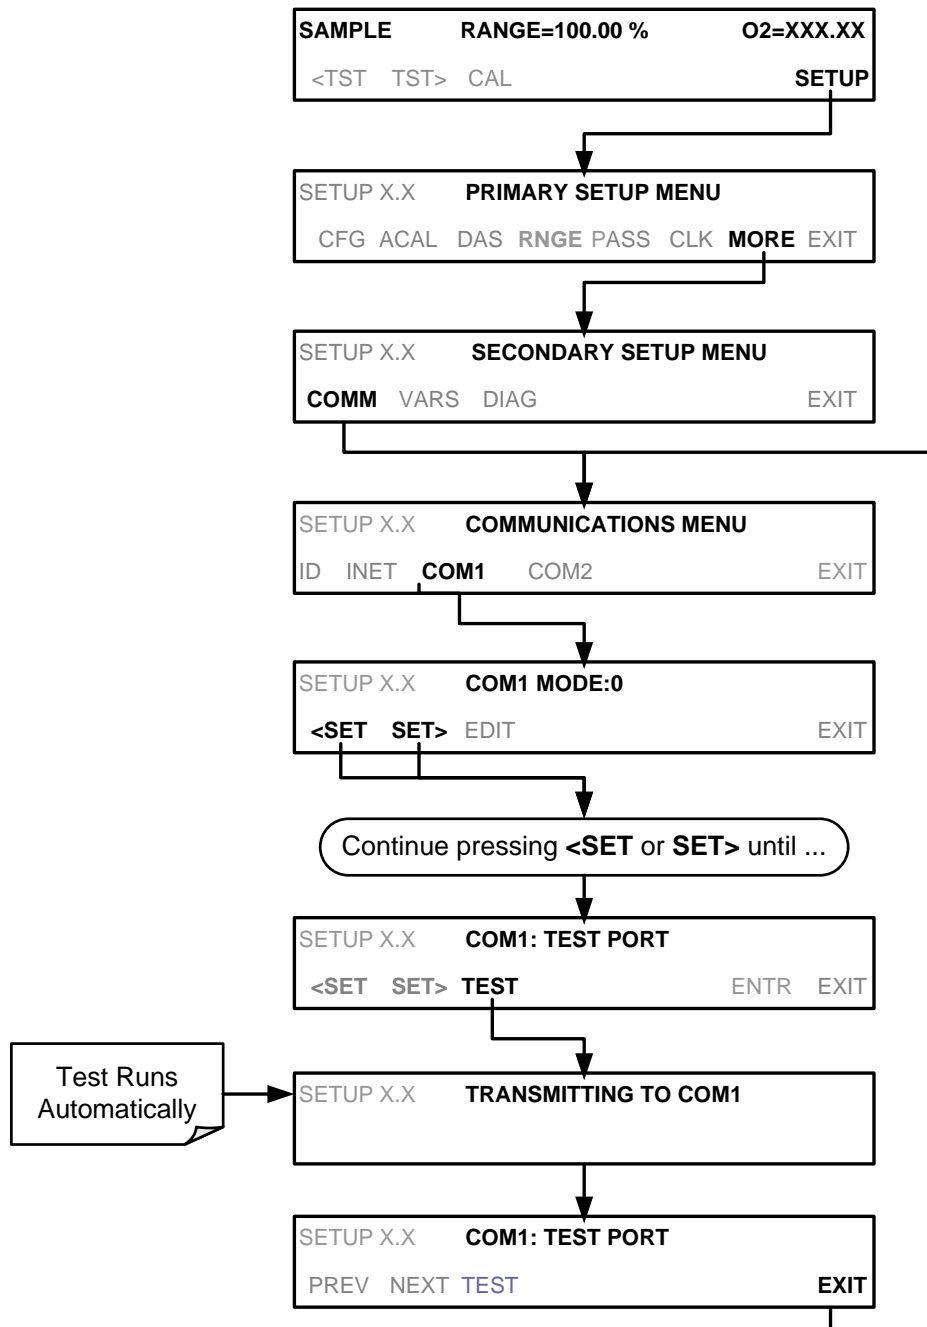 SAMPLE RANGE=100.00 % O2=XXX.XX
<TST TST> CAL SETUP
SETUP X.X PRIMARY SETUP MENU
CFG ACAL DAS RNGE PASS CLK MORE EXIT
SETUP X.X SECONDARY SETUP MENU
COMM VARS DIAG EXIT
SETUP X.X COMMUNICATIONS MENU
ID INET COM1 COM2 EXIT
SETUP X.X COM1 MODE:0
<SET SET> EDIT EXIT
Continue pressing <SET or SET> until ...
SETUP X.X COM1: TEST PORT
<SET SET> TEST ENTR EXIT
Test Runs
Automatically
SETUP X.X TRANSMITTING TO COM1
SETUP X.X COM1: TEST PORT
PREV NEXT TEST EXIT